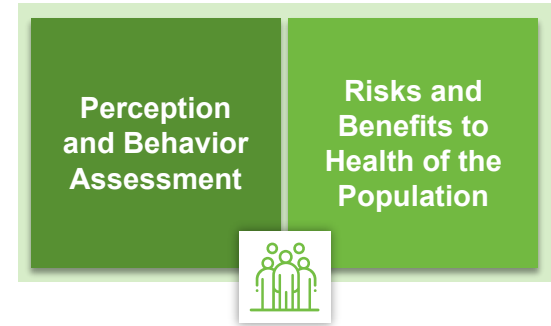 Perception
and Behavior
Assessment
Risks and
Benefits to
Health of the
Population